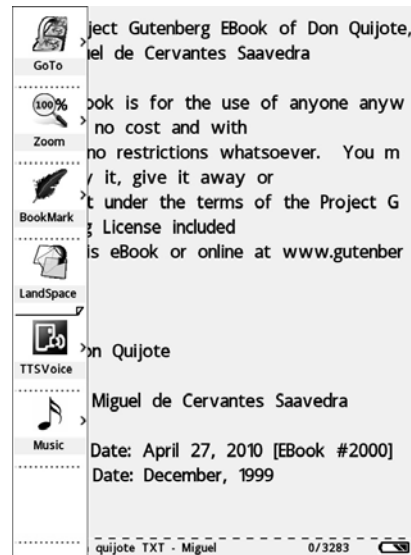 GoTo
100%
Zoom
BookMark
LandSpace
TTSVoice
Music
ject Gutenberg EBook of Don Quijote,
el de Cervantes Saavedra
ook is for the use of anyone anyw
no cost and with
no restrictions whatsoever. You m
it, give it away or
t under the terms of the Project G
License included
is eBook or online at www.gutenber
on Quijote
Miguel de Cervantes Saavedra
Date: April 27, 2010 [EBook #2000]
Date: December, 1999
quijote TXT - Miguel 0/3283